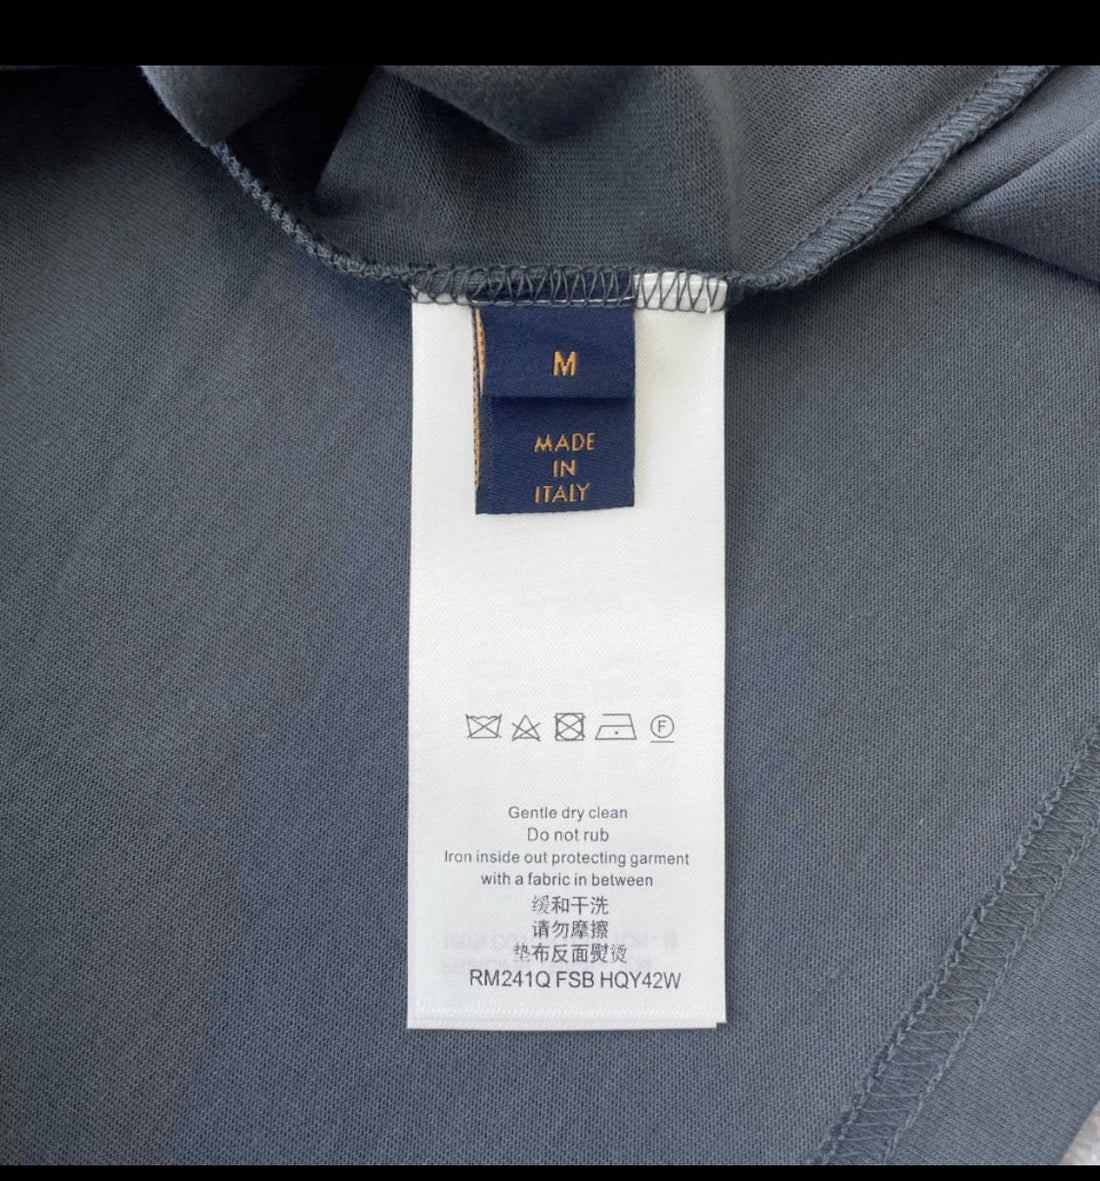 M
MADE
IN
ITALY
F
Gentle dry clean
Do not rub
Iron inside out protecting garment
with a fabric in between
缓和干洗
请勿摩擦
垫布反面熨烫
RM241Q FSB HQY42W